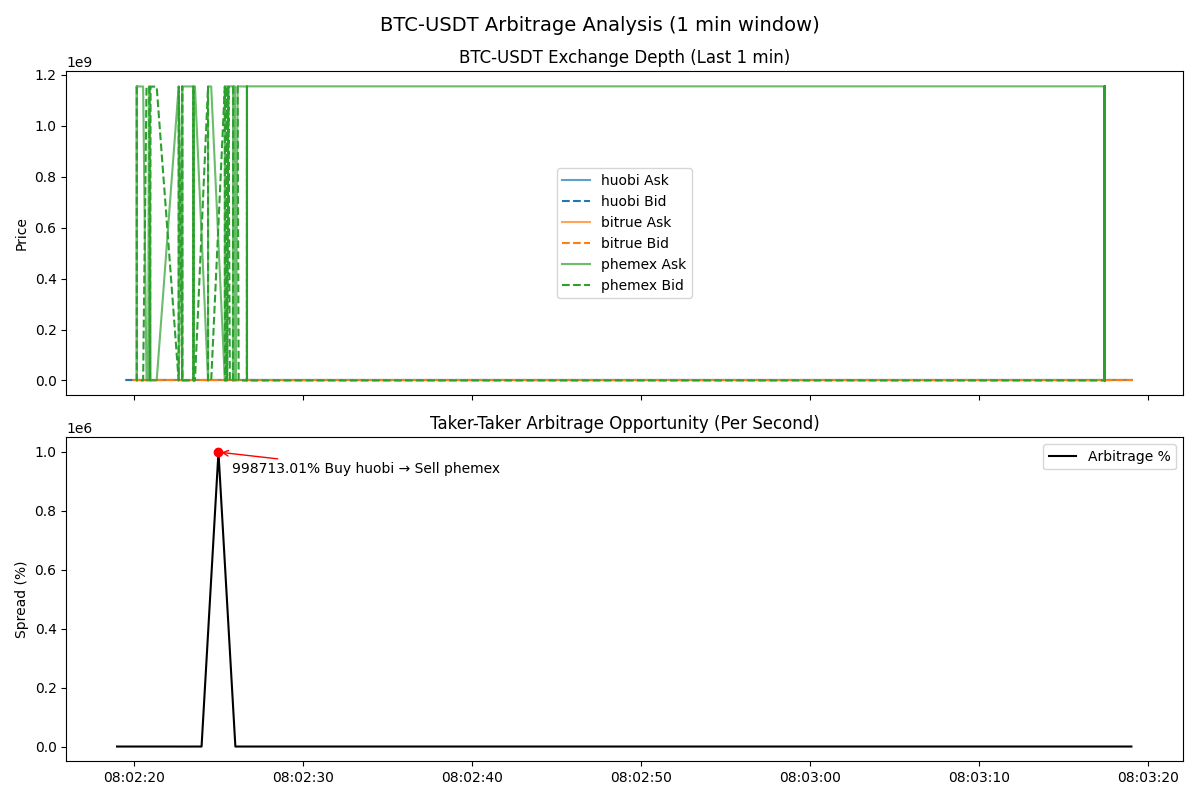 BTC-USDT Arbitrage Analysis (1 min window)
BTC-USDT Exchange Depth (Last 1 min)
1e9
1.2
1.0
0.8
0.6
0.4
0.2
0.0
Price
huobi Ask
huobi Bid
bitrue Ask
bitrue Bid
phemex Ask
phemex Bid
Taker-Taker Arbitrage Opportunity (Per Second)
1e6
1.0
0.8
0.6
0.4
0.2
0.0
Spread (%)
998713.01% Buy huobi → Sell phemex
Arbitrage %
08:02:20
08:02:30
08:02:40
08:02:50
08:03:00
08:03:10
08:03:20